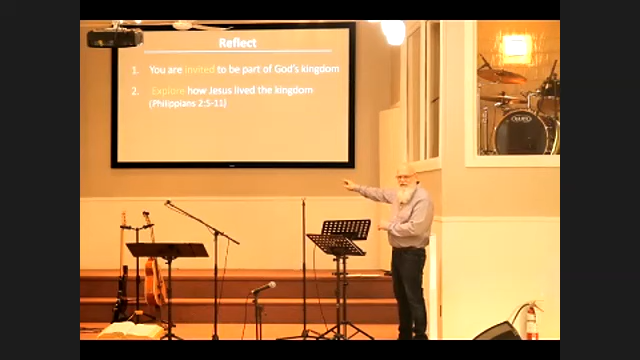 Reflect
1. You are invited to be part of God's kingdom
2. Explore how Jesus lived the kingdom
(Philippians 2:5-11)